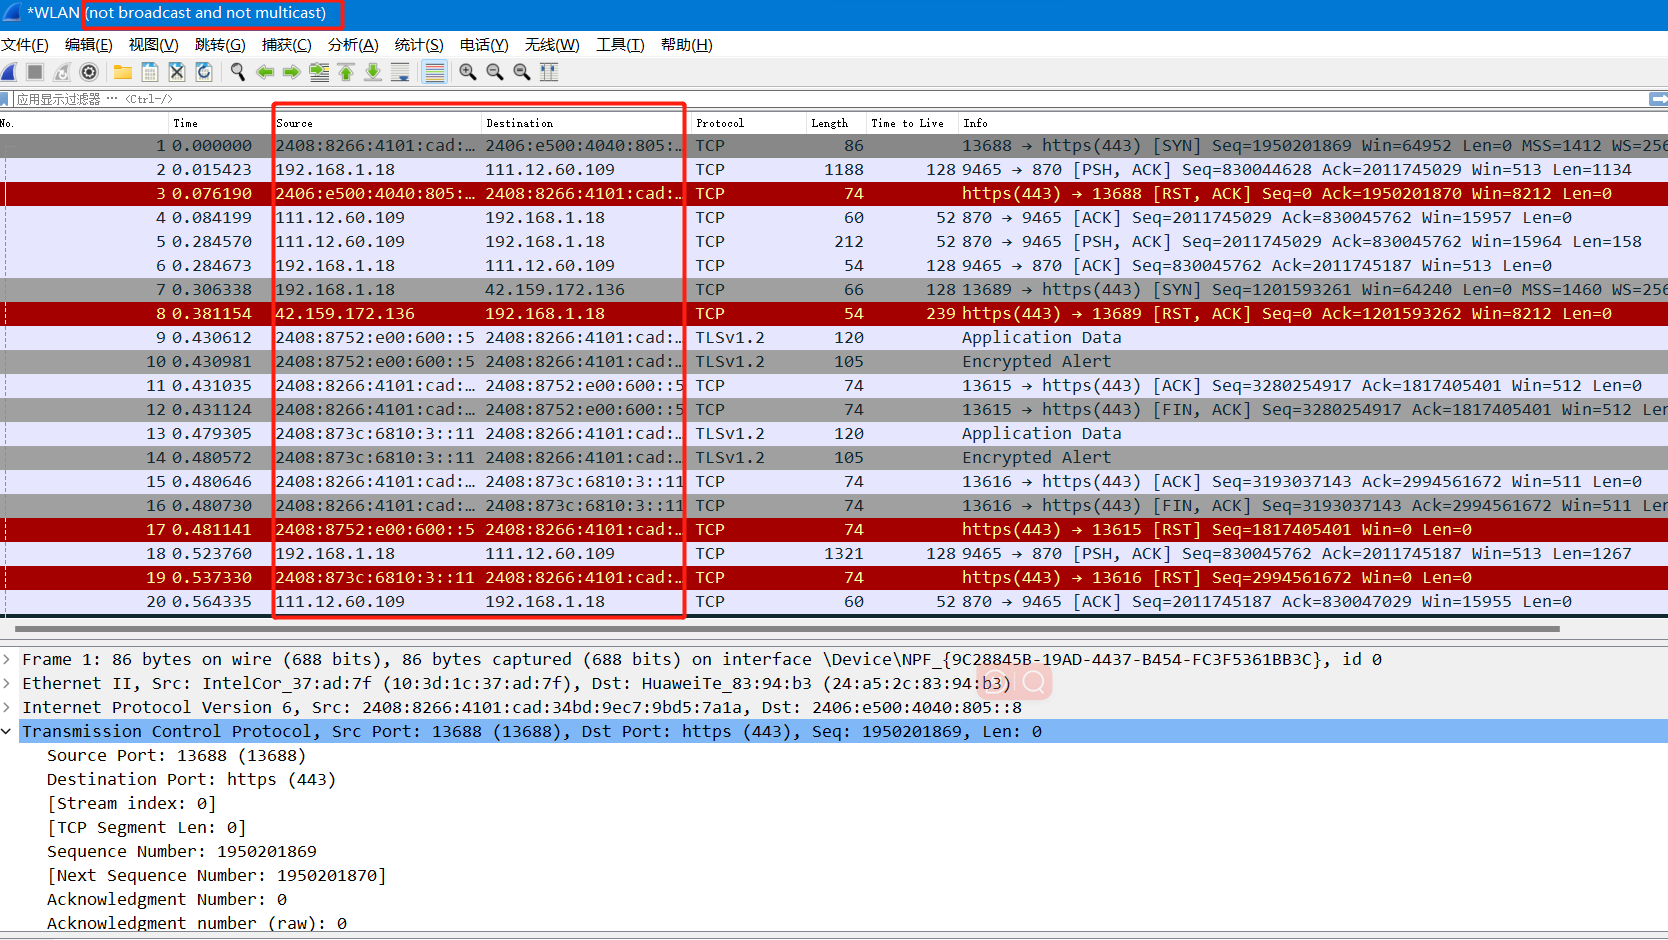 *WLAN (not broadcast and not multicast)
文件(F) 编辑(E) 视图(V) 跳转(G) 捕获(C) 分析(A) 统计(S) 电话(Y) 无线(W) 工具(T) 帮助(H)
应用显示过滤器 … <Ctrl-/>
No. Time Source Destination Protocol Length Time to Live Info
1 0.000000 2408:8266:4101:cad:… 2406:e500:4040:805:… TCP 86 13688 → https(443) [SYN] Seq=1950201869 Win=64952 Len=0 MSS=1412 WS=256
2 0.015423 192.168.1.18 111.12.60.109 TCP 1188 128 9465 → 870 [PSH, ACK] Seq=830044628 Ack=2011745029 Win=513 Len=1134
3 0.076190 2406:e500:4040:805:… 2408:8266:4101:cad:… TCP 74 https(443) → 13688 [RST, ACK] Seq=0 Ack=1950201870 Win=8212 Len=0
4 0.084199 111.12.60.109 192.168.1.18 TCP 60 52 870 → 9465 [ACK] Seq=2011745029 Ack=830045762 Win=15957 Len=0
5 0.284570 111.12.60.109 192.168.1.18 TCP 212 52 870 → 9465 [PSH, ACK] Seq=2011745029 Ack=830045762 Win=15964 Len=158
6 0.284673 192.168.1.18 111.12.60.109 TCP 54 128 9465 → 870 [ACK] Seq=830045762 Ack=2011745187 Win=513 Len=0
7 0.306338 192.168.1.18 42.159.172.136 TCP 66 128 13689 → https(443) [SYN] Seq=1201593261 Win=64240 Len=0 MSS=1460 WS=256
8 0.381154 42.159.172.136 192.168.1.18 TCP 54 239 https(443) → 13689 [RST, ACK] Seq=0 Ack=1201593262 Win=8212 Len=0
9 0.430612 2408:8752:e00:600::5 2408:8266:4101:cad:… TLSv1.2 120 Application Data
10 0.430981 2408:8752:e00:600::5 2408:8266:4101:cad:… TLSv1.2 105 Encrypted Alert
11 0.431035 2408:8266:4101:cad:… 2408:8752:e00:600::5 TCP 74 13615 → https(443) [ACK] Seq=3280254917 Ack=1817405401 Win=512 Len=0
12 0.431124 2408:8266:4101:cad:… 2408:8752:e00:600::5 TCP 74 13615 → https(443) [FIN, ACK] Seq=3280254917 Ack=1817405401 Win=512 Len
13 0.479305 2408:873c:6810:3::11 2408:8266:4101:cad:… TLSv1.2 120 Application Data
14 0.480572 2408:873c:6810:3::11 2408:8266:4101:cad:… TLSv1.2 105 Encrypted Alert
15 0.480646 2408:8266:4101:cad:… 2408:873c:6810:3::11 TCP 74 13616 → https(443) [ACK] Seq=3193037143 Ack=2994561672 Win=511 Len=0
16 0.480730 2408:8266:4101:cad:… 2408:873c:6810:3::11 TCP 74 13616 → https(443) [FIN, ACK] Seq=3193037143 Ack=2994561672 Win=511 Len
17 0.481141 2408:8752:e00:600::5 2408:8266:4101:cad:… TCP 74 https(443) → 13615 [RST] Seq=1817405401 Win=0 Len=0
18 0.523760 192.168.1.18 111.12.60.109 TCP 1321 128 9465 → 870 [PSH, ACK] Seq=830045762 Ack=2011745187 Win=513 Len=1267
19 0.537330 2408:873c:6810:3::11 2408:8266:4101:cad:… TCP 74 https(443) → 13616 [RST] Seq=2994561672 Win=0 Len=0
20 0.564335 111.12.60.109 192.168.1.18 TCP 60 52 870 → 9465 [ACK] Seq=2011745187 Ack=830047029 Win=15955 Len=0
Frame 1: 86 bytes on wire (688 bits), 86 bytes captured (688 bits) on interface \Device\NPF_{9C28845B-19AD-4437-B454-FC3F5361BB3C}, id 0
Ethernet II, Src: IntelCor_37:ad:7f (10:3d:1c:37:ad:7f), Dst: HuaweiTe_83:94:b3 (24:a5:2c:83:94:b3)
Internet Protocol Version 6, Src: 2408:8266:4101:cad:34bd:9ec7:9bd5:7a1a, Dst: 2406:e500:4040:805::8
Transmission Control Protocol, Src Port: 13688 (13688), Dst Port: https (443), Seq: 1950201869, Len: 0
Source Port: 13688 (13688)
Destination Port: https (443)
[Stream index: 0]
[TCP Segment Len: 0]
Sequence Number: 1950201869
[Next Sequence Number: 1950201870]
Acknowledgment Number: 0
Acknowledgment number (raw): 0